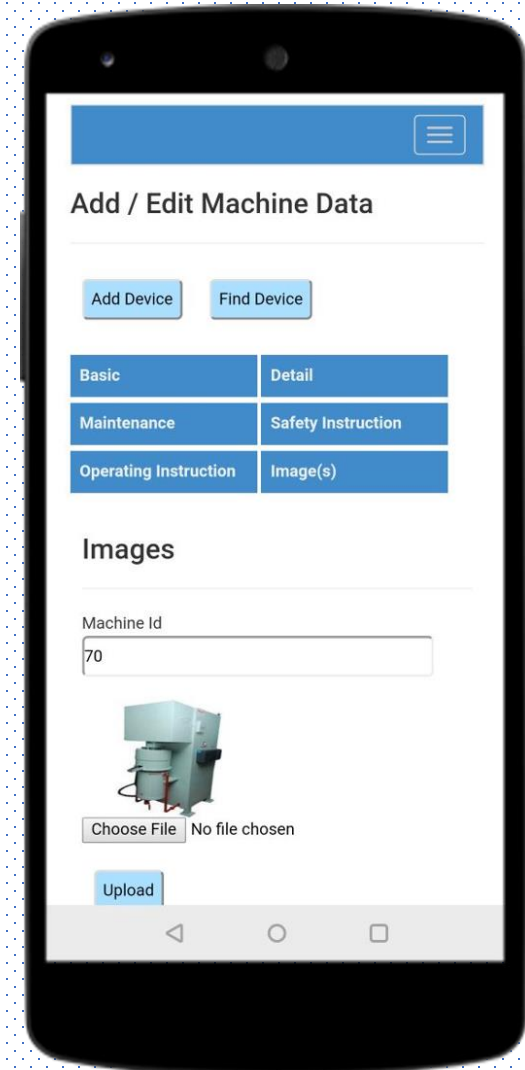 Add / Edit Machine Data
Add Device Find Device
Basic Detail
Maintenance Safety Instruction
Operating Instruction Image(s)
Images
Machine Id
70
Choose File No file chosen
Upload